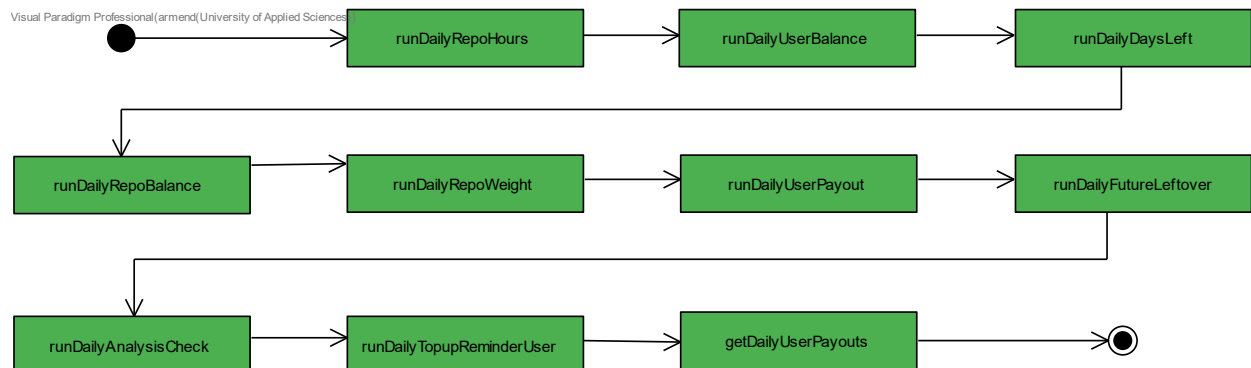 Visual Paradigm Professional(armend(University of Applied Sciences))
runDailyRepoHours
runDailyUserBalance
runDailyDaysLeft
runDailyRepoBalance
runDailyRepoWeight
runDailyUserPayout
runDailyFutureLeftover
runDailyAnalysisCheck
runDailyTopupReminderUser
getDailyUserPayouts